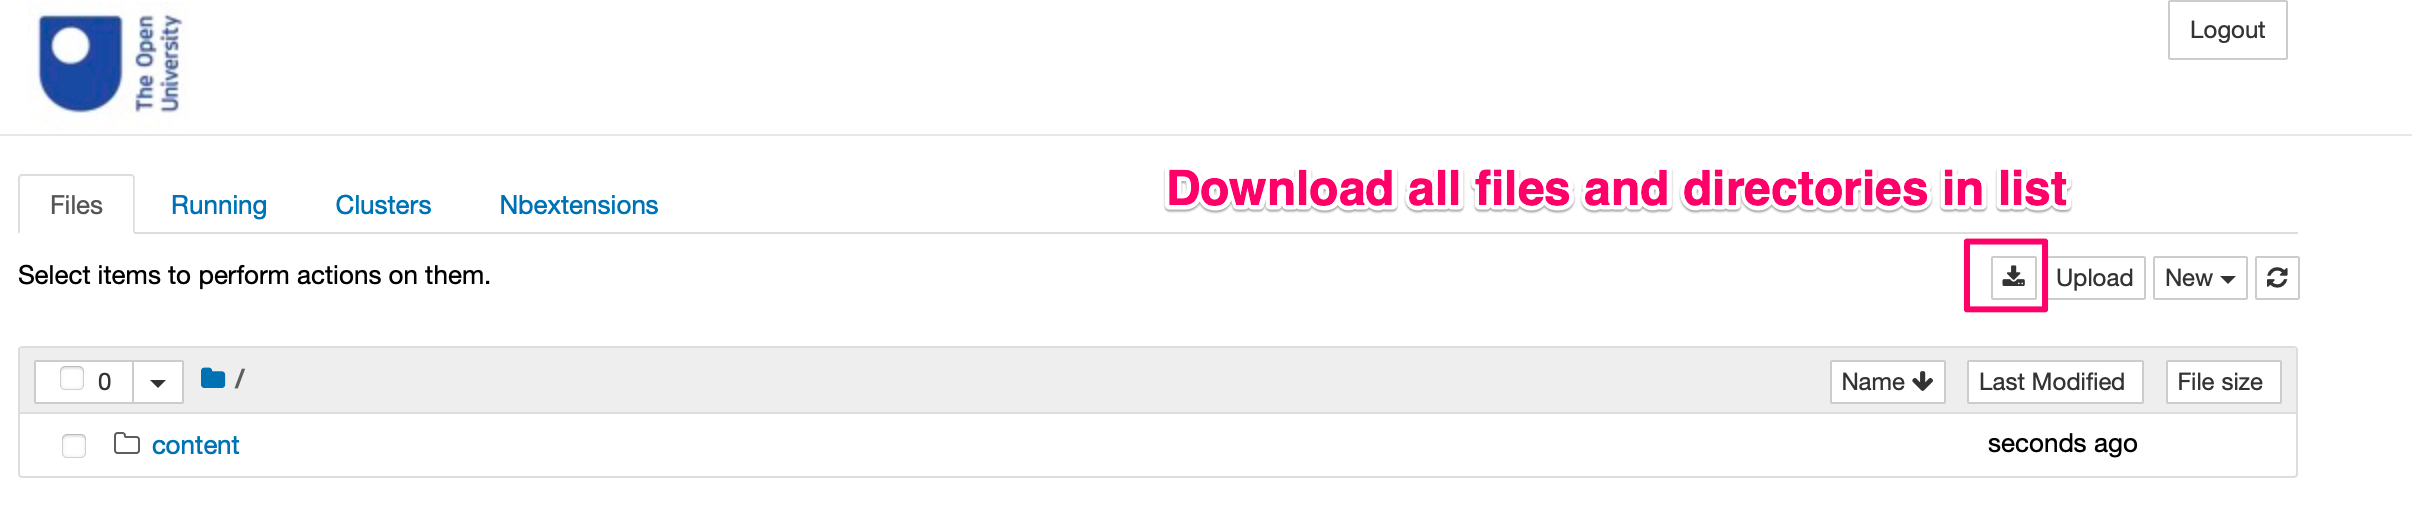 The Open
University
Logout
Download all files and directories in list
Files Running Clusters Nbextensions
Select items to perform actions on them.
Upload New
0 / Name Last Modified File size
content seconds ago